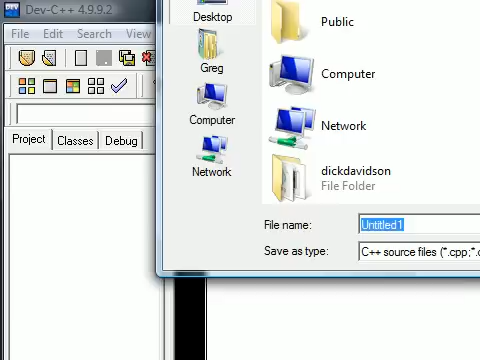 DEV
Dev-C++ 4.9.9.2
File Edit Search View
Project Classes Debug
Desktop
Greg
Computer
Network
Public
Computer
Network
dickdavidson
File Folder
File name: Untitled1
Save as type: C++ source files (*.cpp;*.c